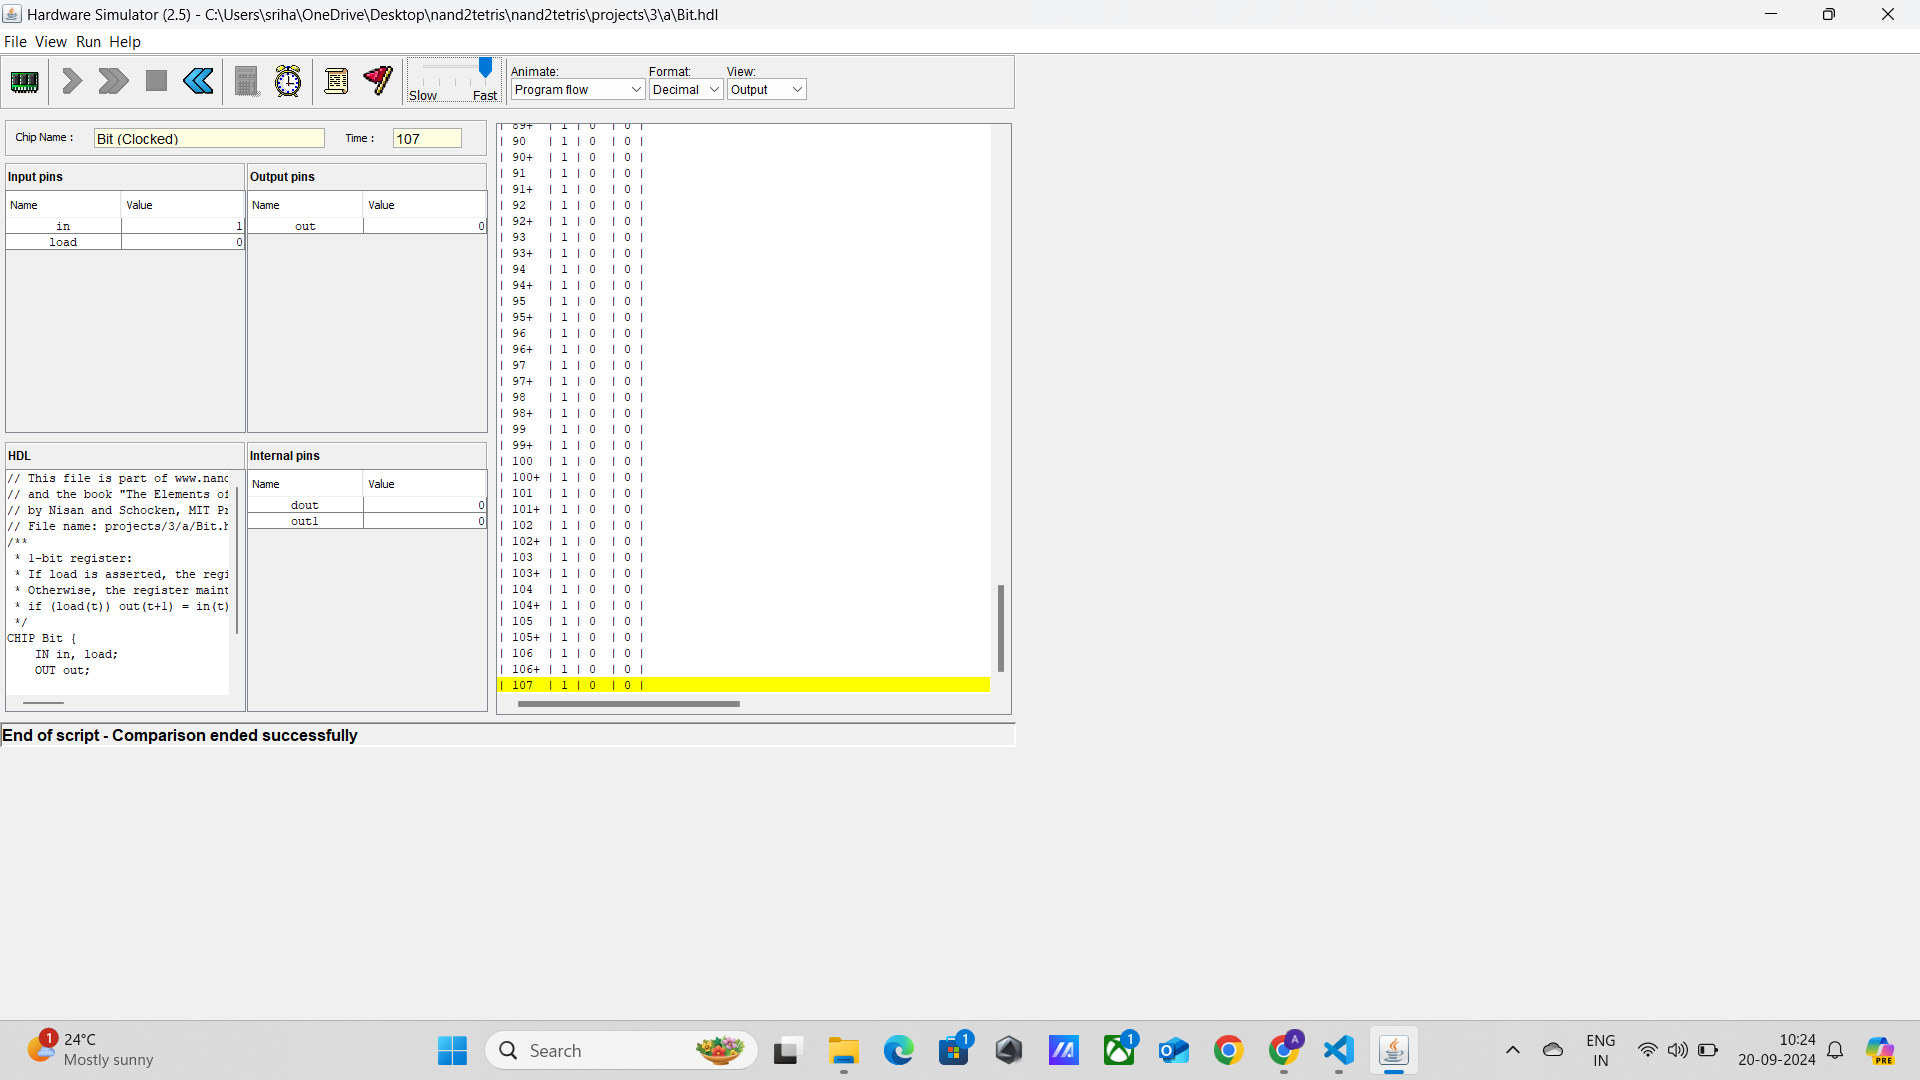 Hardware Simulator (2.5) - C:\Users\sriha\OneDrive\Desktop\nand2tetris\nand2tetris\projects\3\a\Bit.hdl
File View Run Help
Slow Fast
Animate: Format: View:
Program flow Decimal Output
Chip Name : Bit (Clocked) Time : 107
Input pins
Name Value
in 1
load 0
Output pins
Name Value
out 0
HDL
// This file is part of www.nand
// and the book "The Elements of
// by Nisan and Schocken, MIT Pr
// File name: projects/3/a/Bit.h
/**
* 1-bit register:
* If load is asserted, the regi
* Otherwise, the register maint
* if (load(t)) out(t+1) = in(t)
*/
CHIP Bit {
IN in, load;
OUT out;
Internal pins
Name Value
dout 0
out1 0
| 89+ | 1 | 0 | 0 |
| 90 | 1 | 0 | 0 |
| 90+ | 1 | 0 | 0 |
| 91 | 1 | 0 | 0 |
| 91+ | 1 | 0 | 0 |
| 92 | 1 | 0 | 0 |
| 92+ | 1 | 0 | 0 |
| 93 | 1 | 0 | 0 |
| 93+ | 1 | 0 | 0 |
| 94 | 1 | 0 | 0 |
| 94+ | 1 | 0 | 0 |
| 95 | 1 | 0 | 0 |
| 95+ | 1 | 0 | 0 |
| 96 | 1 | 0 | 0 |
| 96+ | 1 | 0 | 0 |
| 97 | 1 | 0 | 0 |
| 97+ | 1 | 0 | 0 |
| 98 | 1 | 0 | 0 |
| 98+ | 1 | 0 | 0 |
| 99 | 1 | 0 | 0 |
| 99+ | 1 | 0 | 0 |
| 100 | 1 | 0 | 0 |
| 100+ | 1 | 0 | 0 |
| 101 | 1 | 0 | 0 |
| 101+ | 1 | 0 | 0 |
| 102 | 1 | 0 | 0 |
| 102+ | 1 | 0 | 0 |
| 103 | 1 | 0 | 0 |
| 103+ | 1 | 0 | 0 |
| 104 | 1 | 0 | 0 |
| 104+ | 1 | 0 | 0 |
| 105 | 1 | 0 | 0 |
| 105+ | 1 | 0 | 0 |
| 106 | 1 | 0 | 0 |
| 106+ | 1 | 0 | 0 |
| 107 | 1 | 0 | 0 |
End of script - Comparison ended successfully
1
24°C
Mostly sunny
Search
1
1
A
ENG
IN
10:24
20-09-2024
PRE